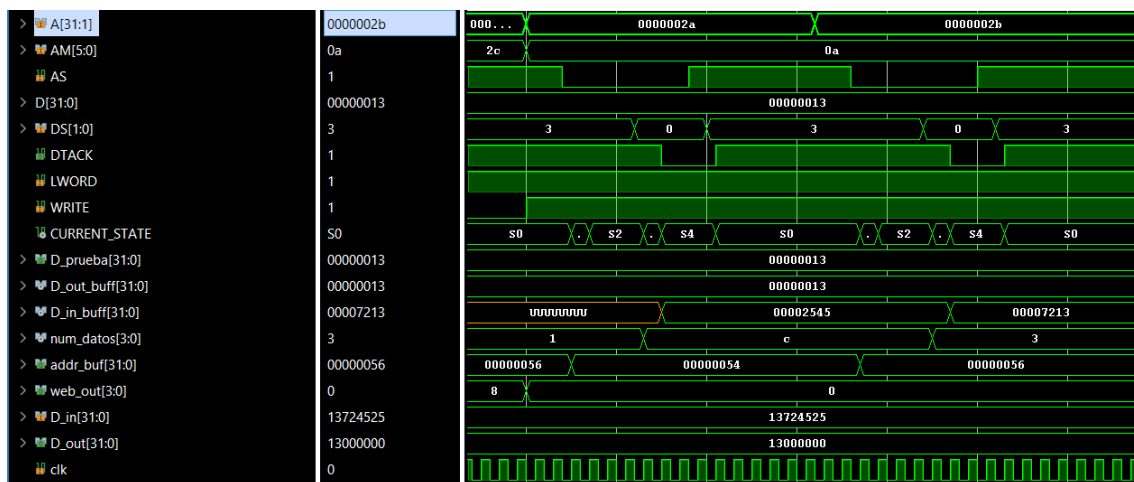 A[31:1] 0000002b 000... 0000002a 0000002b
AM[5:0] 0a 2c 0a
AS 1
D[31:0] 00000013 00000013
DS[1:0] 3 3 0 3 0 3
DTACK 1
LWORD 1
WRITE 1
CURRENT_STATE S0 S0 . S2 . S4 S0 . S2 . S4 S0
D_prueba[31:0] 00000013 00000013
D_out_buff[31:0] 00000013 00000013
D_in_buff[31:0] 00007213 UUUUUUUU 00002545 00007213
num_datos[3:0] 3 1 c 3
addr_buf[31:0] 00000056 00000056 00000054 00000056
web_out[3:0] 0 8 0
D_in[31:0] 13724525 13724525
D_out[31:0] 13000000 13000000
clk 0